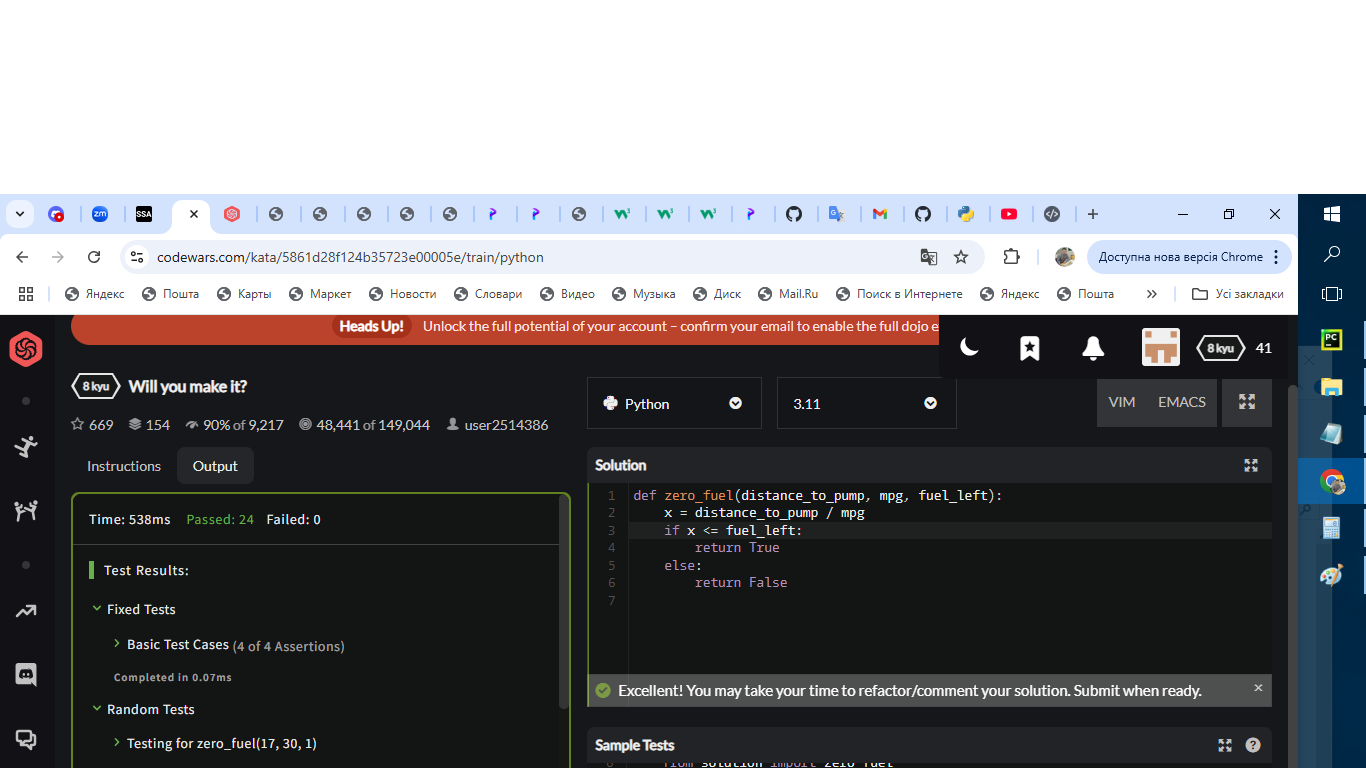 zm
SSA
codewars.com/kata/5861d28f124b35723e00005e/train/python
Доступна нова версія Chrome
Яндекс
Пошта
Карты
Маркет
Новости
Словари
Видео
Музыка
Диск
Mail.Ru
Поиск в Интернете
Яндекс
Пошта
Усі закладки
Heads Up! Unlock the full potential of your account – confirm your email to enable the full dojo e
8 kyu 41
8 kyu Will you make it?
669 154 90% of 9,217 48,441 of 149,044 user2514386
Instructions Output
Time: 538ms Passed: 24 Failed: 0
Test Results:
Fixed Tests
Basic Test Cases (4 of 4 Assertions)
Completed in 0.07ms
Random Tests
Testing for zero_fuel(17, 30, 1)
Python
3.11
VIM EMACS
Solution
1 def zero_fuel(distance_to_pump, mpg, fuel_left):
2 x = distance_to_pump / mpg
3 if x <= fuel_left:
4 return True
5 else:
6 return False
7
Excellent! You may take your time to refactor/comment your solution. Submit when ready.
Sample Tests
from solution import zero_fuel
PC